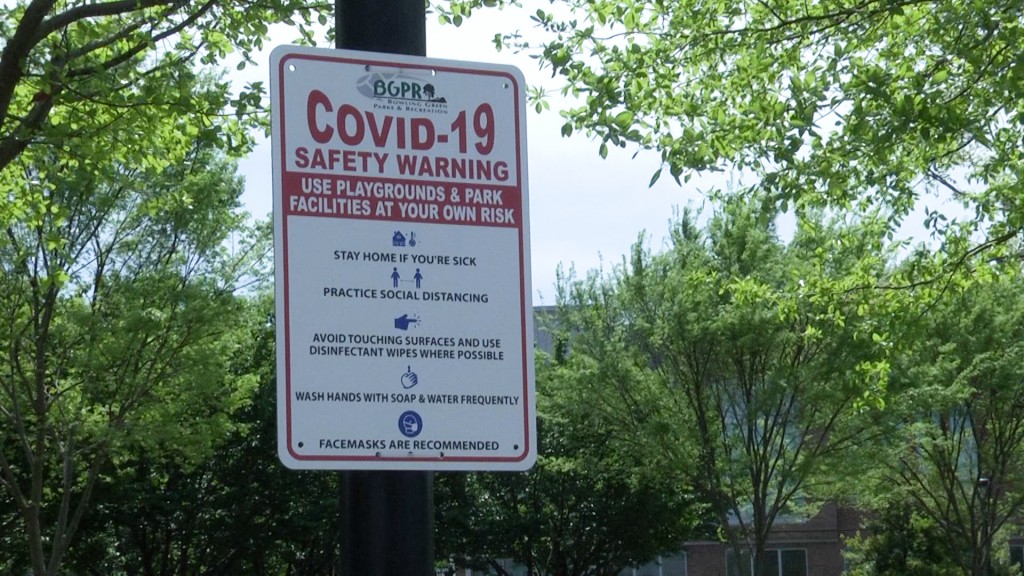 BGPR
BOWLING GREEN
PARKS & RECREATION
COVID-19
SAFETY WARNING
USE PLAYGROUNDS & PARK
FACILITIES AT YOUR OWN RISK
STAY HOME IF YOU'RE SICK
PRACTICE SOCIAL DISTANCING
AVOID TOUCHING SURFACES AND USE
DISINFECTANT WIPES WHERE POSSIBLE
WASH HANDS WITH SOAP & WATER FREQUENTLY
FACEMASKS ARE RECOMMENDED